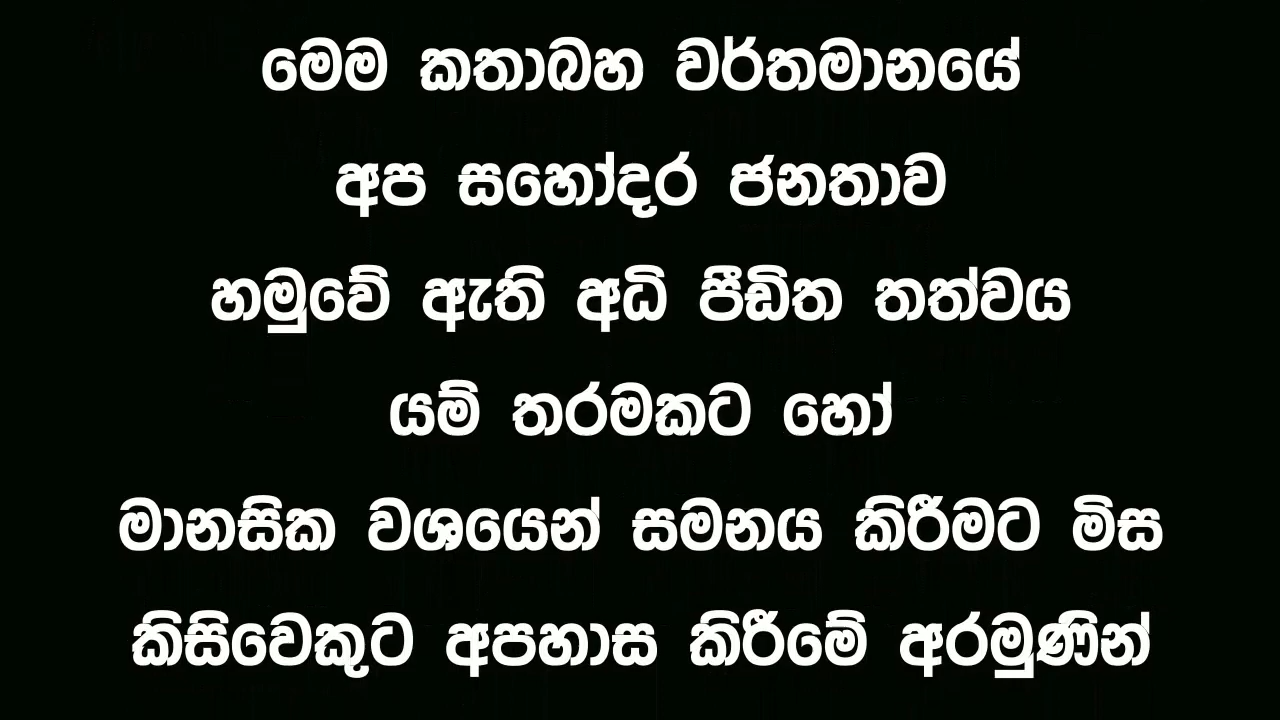 මෙම කතාබහ වර්තමානයේ
අප සහෝදර ජනතාව
හමුවේ ඇති අධි පීඩිත තත්වය
යම් තරමකට හෝ
මානසික වශයෙන් සමනය කිරීමට මිස
කිසිවෙකුට අපහාස කිරීමේ අරමුණින්